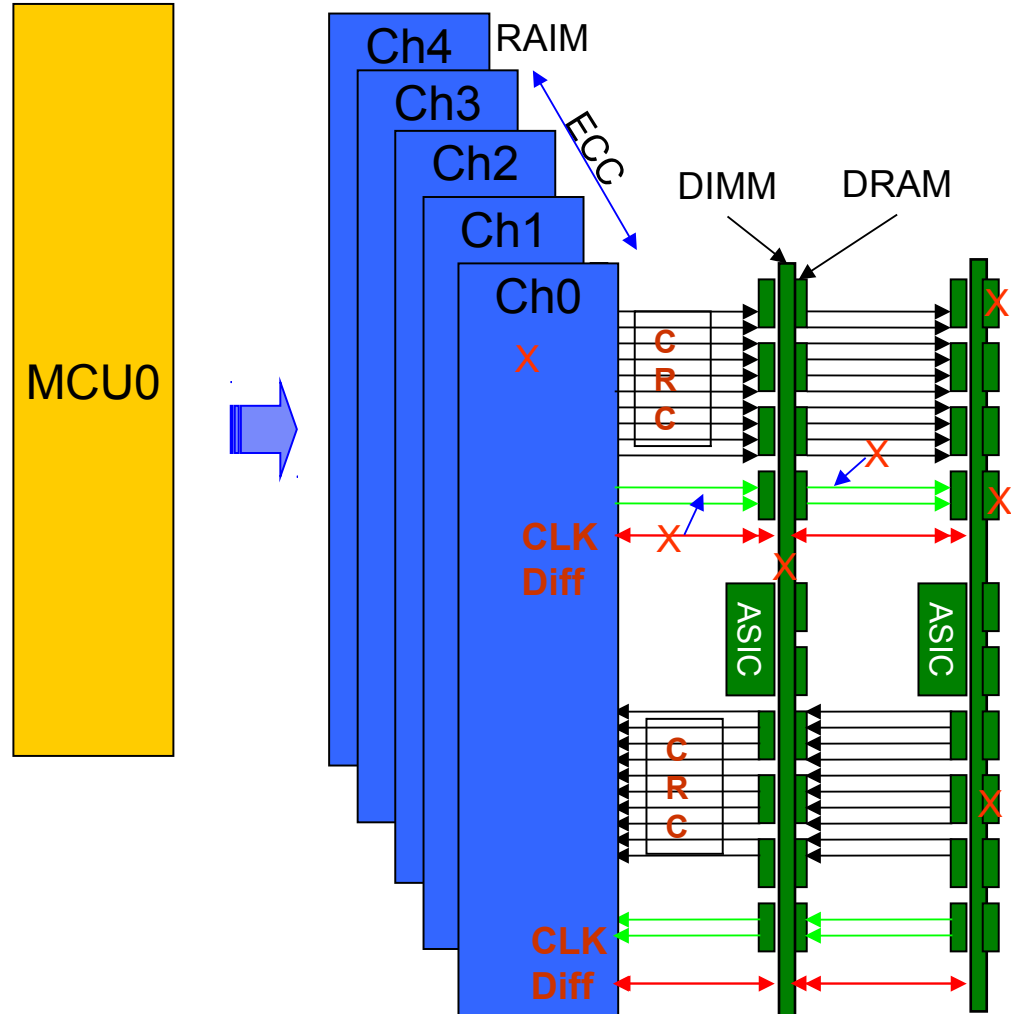 MCU0
Ch4
Ch3
Ch2
Ch1
Ch0
RAIM
ECC
DIMM
DRAM
X
C
R
C
X
X
X
X
CLK
Diff
X
X
ASIC
ASIC
C
R
C
X
CLK
Diff